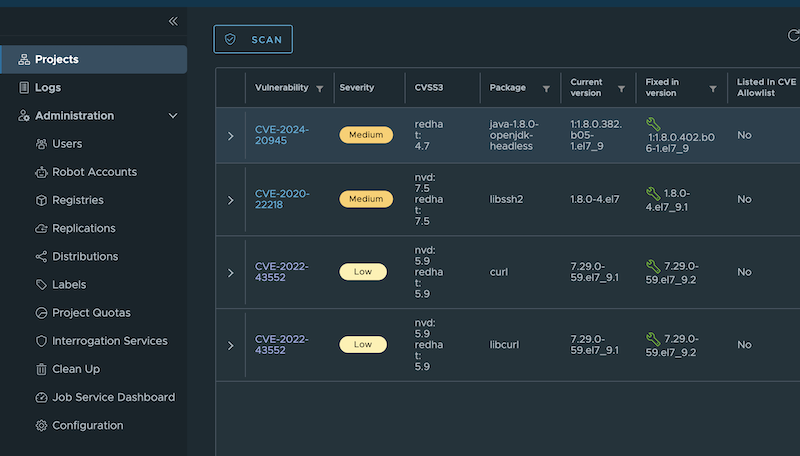 SCAN
Projects
Logs
Administration
Users
Robot Accounts
Registries
Replications
Distributions
Labels
Project Quotas
Interrogation Services
Clean Up
Job Service Dashboard
Configuration
Vulnerability
Severity
CVSS3
Package
Current
version
Fixed in
version
Listed In CVE
Allowlist
CVE-2024-
20945
Medium
redha
t:
4.7
java-1.8.0-
openjdk-
headless
1:1.8.0.382.
b05-
1.el7_9
1:1.8.0.402.b0
6-1.el7_9
No
CVE-2020-
22218
Medium
nvd:
7.5
redha
t:
7.5
libssh2
1.8.0-4.el7
1.8.0-
4.el7_9.1
No
CVE-2022-
43552
Low
nvd:
5.9
redha
t:
5.9
curl
7.29.0-
59.el7_9.1
7.29.0-
59.el7_9.2
No
CVE-2022-
43552
Low
nvd:
5.9
redha
t:
5.9
libcurl
7.29.0-
59.el7_9.1
7.29.0-
59.el7_9.2
No